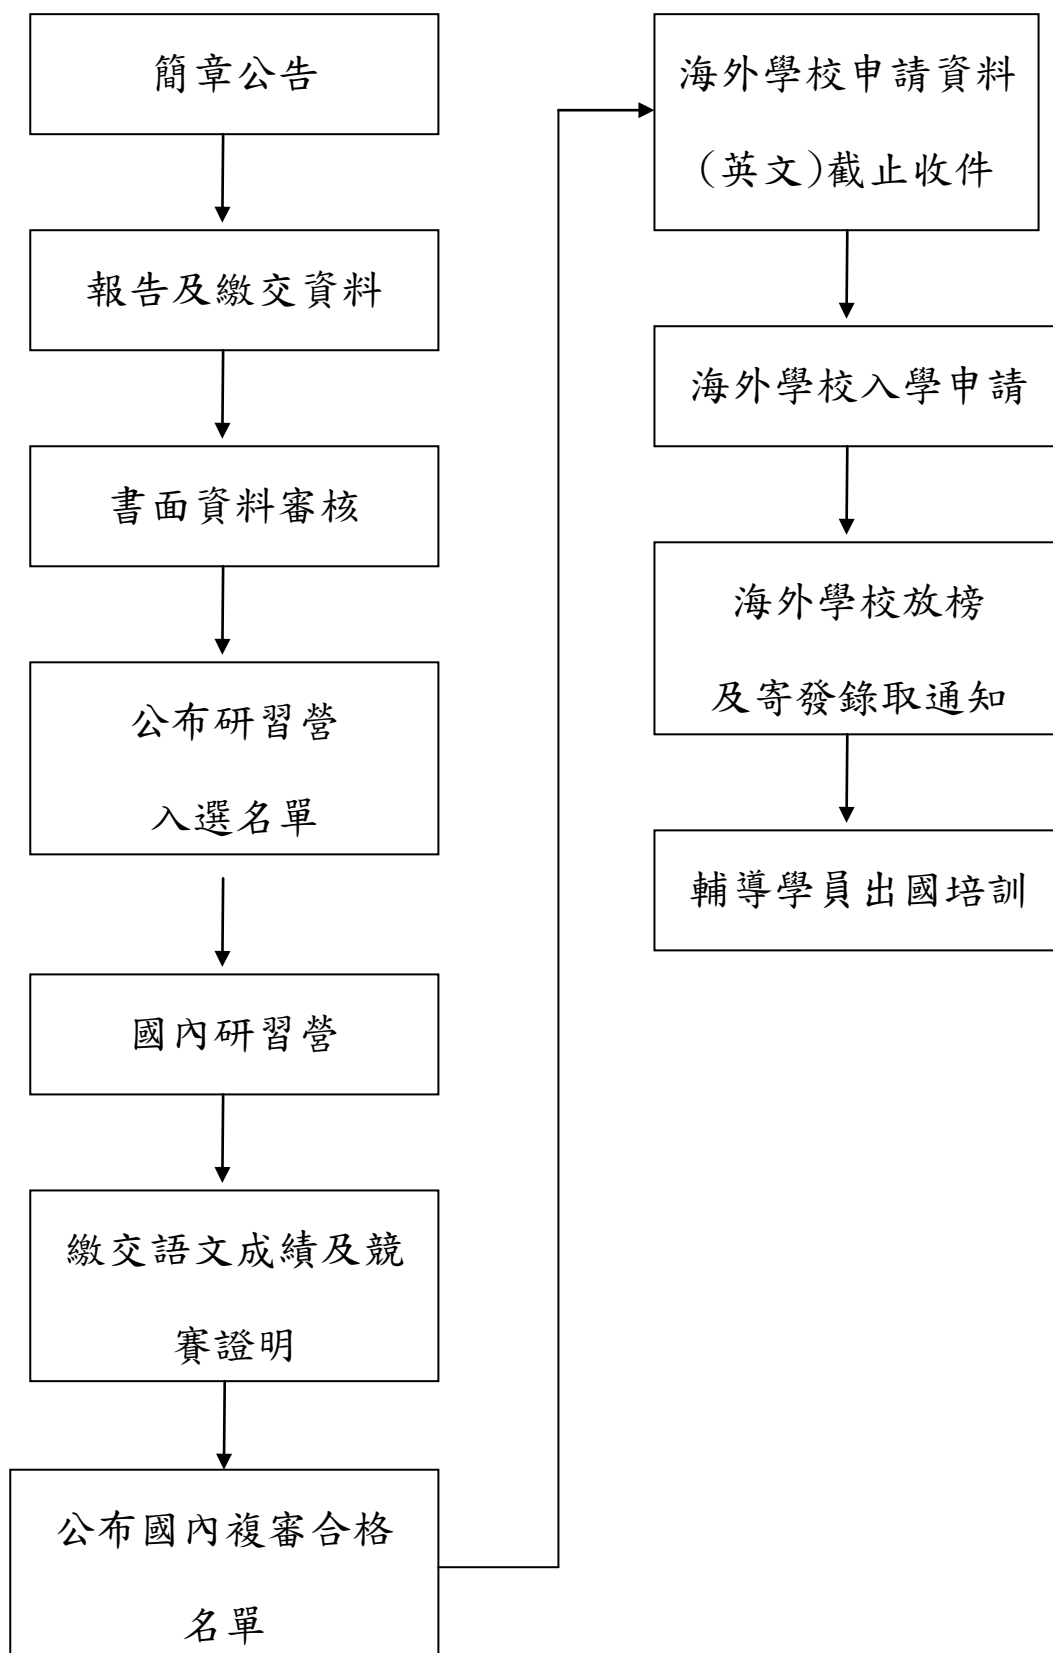 簡章公告
報告及繳交資料
書面資料審核
公布研習營
入選名單
國內研習營
繳交語文成績及競
賽證明
公布國內複審合格
名單
海外學校申請資料
(英文)截止收件
海外學校入學申請
海外學校放榜
及寄發錄取通知
輔導學員出國培訓